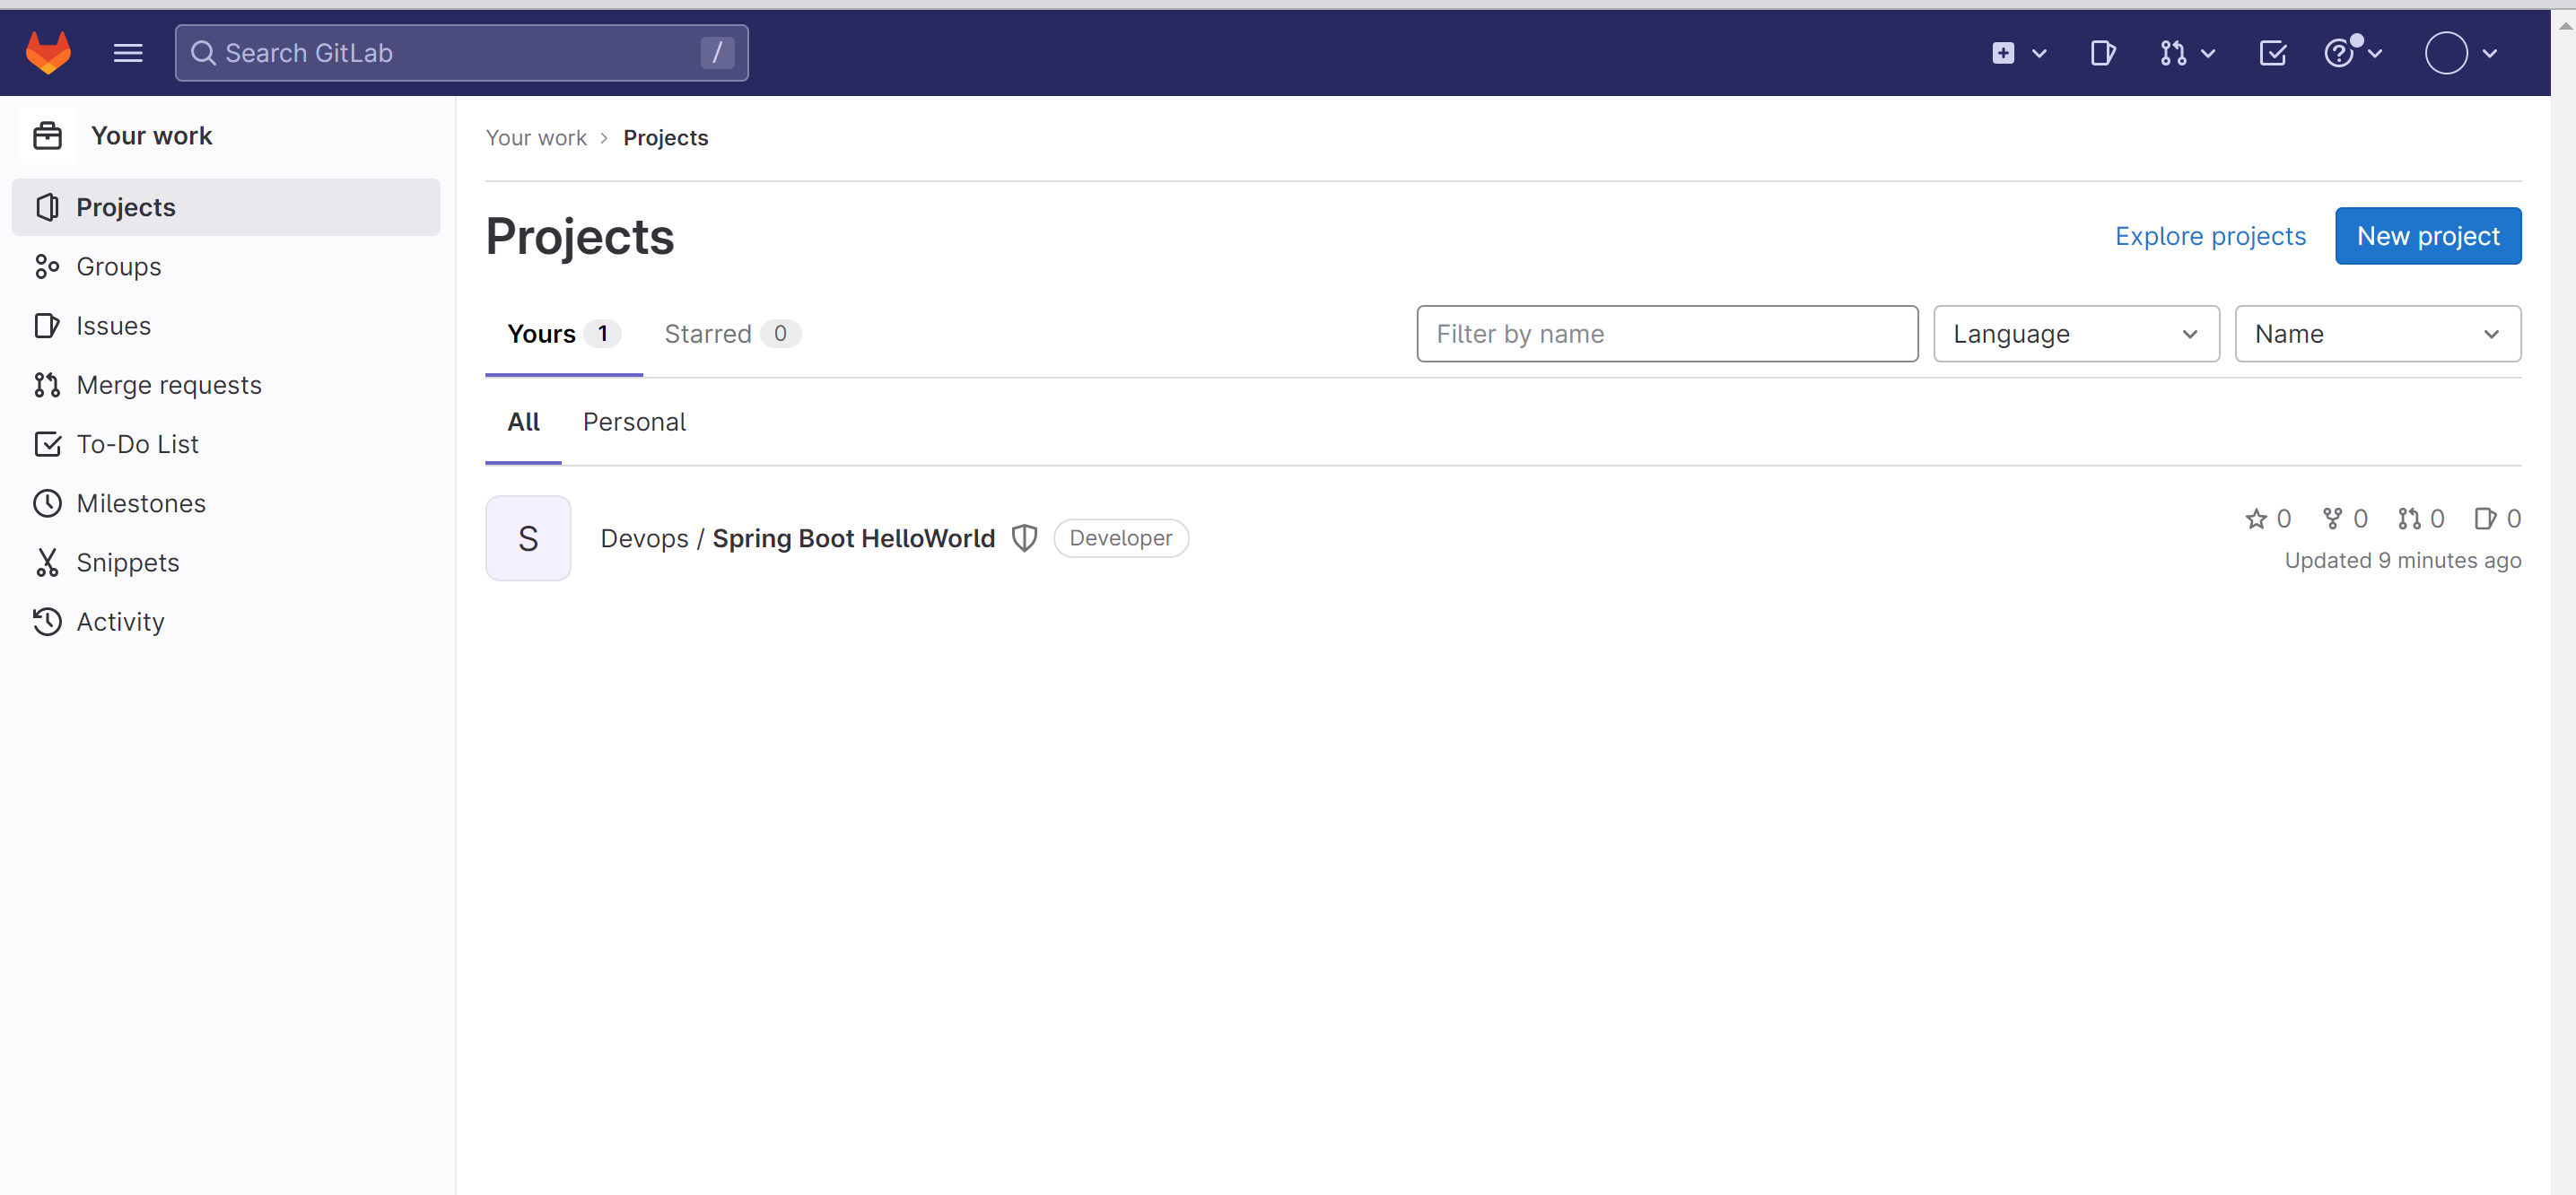 Search GitLab /
Your work
Projects
Groups
Issues
Merge requests
To-Do List
Milestones
Snippets
Activity
Your work › Projects
Projects
Explore projects New project
Yours 1 Starred 0
Filter by name Language Name
All Personal
S Devops / Spring Boot HelloWorld Developer
0 0 0 0
Updated 9 minutes ago